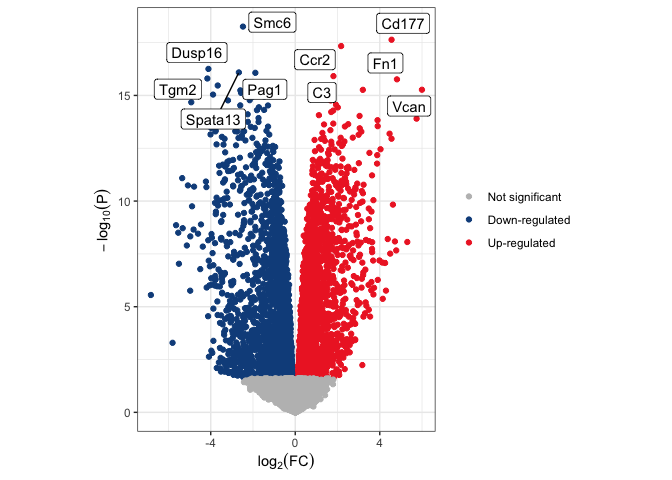 Smc6
Cd177
Dusp16
Ccr2
Fn1
Tgm2
Pag1
C3
Vcan
Spata13
15
10
5
0
− log₁₀(P)
-4
0
4
log₂(FC)
Not significant
Down-regulated
Up-regulated